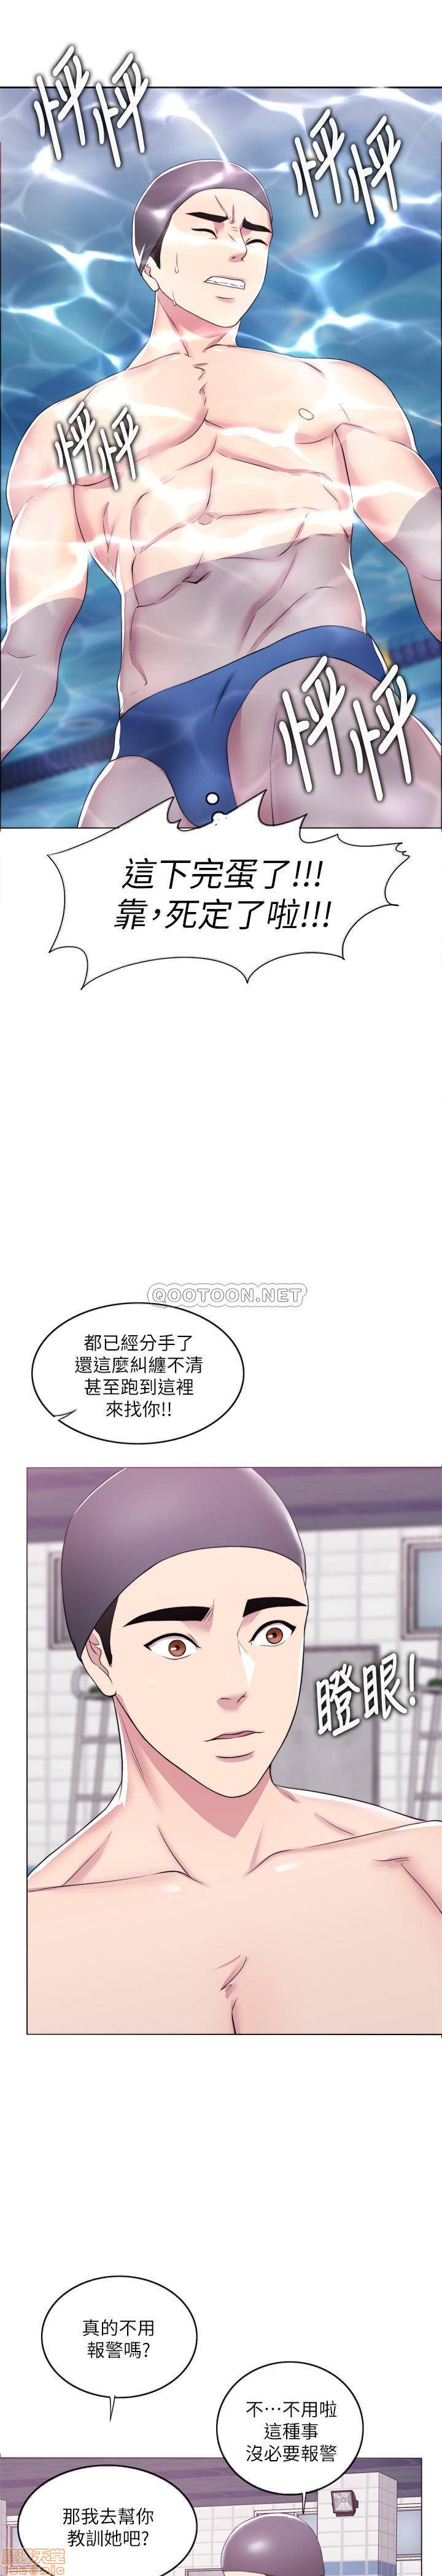 怦怦
怦怦
怦怦
怦怦
這下完蛋了!!!
靠,死定了啦!!!
QOOTOON.NET
都已經分手了
還這麼糾纏不清
甚至跑到這裡
來找你!!
瞪眼!
真的不用
報警嗎?
不⋯不用啦
這種事
沒必要報警
那我去幫你
教訓她吧?